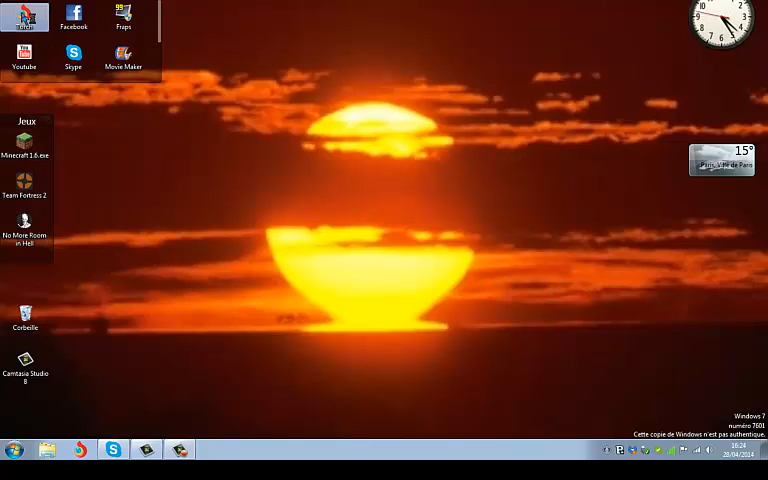 Torch
Facebook
Fraps
Youtube
Skype
Movie Maker
Jeux
Minecraft 1.6.exe
Team Fortress 2
No More Room
in Hell
Corbeille
Camtasia Studio
8
15°
Paris, Ville de Paris
Windows 7
numéro 7601
Cette copie de Windows n'est pas authentique.
16:24
28/04/2014